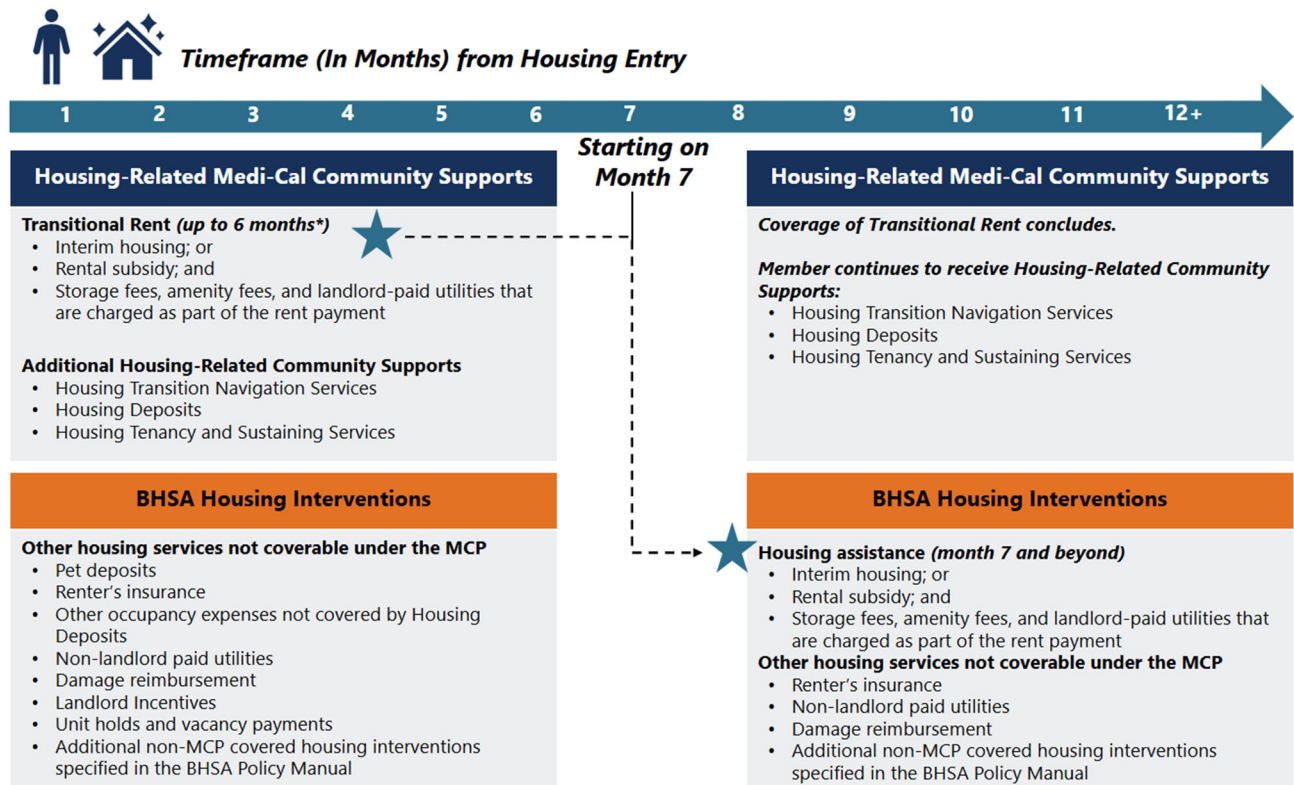 Timeframe (In Months) from Housing Entry
1 2 3 4 5 6 7 8 9 10 11 12+
Starting on
Month 7
Housing-Related Medi-Cal Community Supports
Transitional Rent (up to 6 months*)
• Interim housing; or
• Rental subsidy; and
• Storage fees, amenity fees, and landlord-paid utilities that
are charged as part of the rent payment
Additional Housing-Related Community Supports
• Housing Transition Navigation Services
• Housing Deposits
• Housing Tenancy and Sustaining Services
BHSA Housing Interventions
Other housing services not coverable under the MCP
• Pet deposits
• Renter's insurance
• Other occupancy expenses not covered by Housing
Deposits
• Non-landlord paid utilities
• Damage reimbursement
• Landlord Incentives
• Unit holds and vacancy payments
• Additional non-MCP covered housing interventions
specified in the BHSA Policy Manual
Housing-Related Medi-Cal Community Supports
Coverage of Transitional Rent concludes.
Member continues to receive Housing-Related Community
Supports:
• Housing Transition Navigation Services
• Housing Deposits
• Housing Tenancy and Sustaining Services
BHSA Housing Interventions
Housing assistance (month 7 and beyond)
• Interim housing; or
• Rental subsidy; and
• Storage fees, amenity fees, and landlord-paid utilities that
are charged as part of the rent payment
Other housing services not coverable under the MCP
• Renter's insurance
• Non-landlord paid utilities
• Damage reimbursement
• Additional non-MCP covered housing interventions
specified in the BHSA Policy Manual